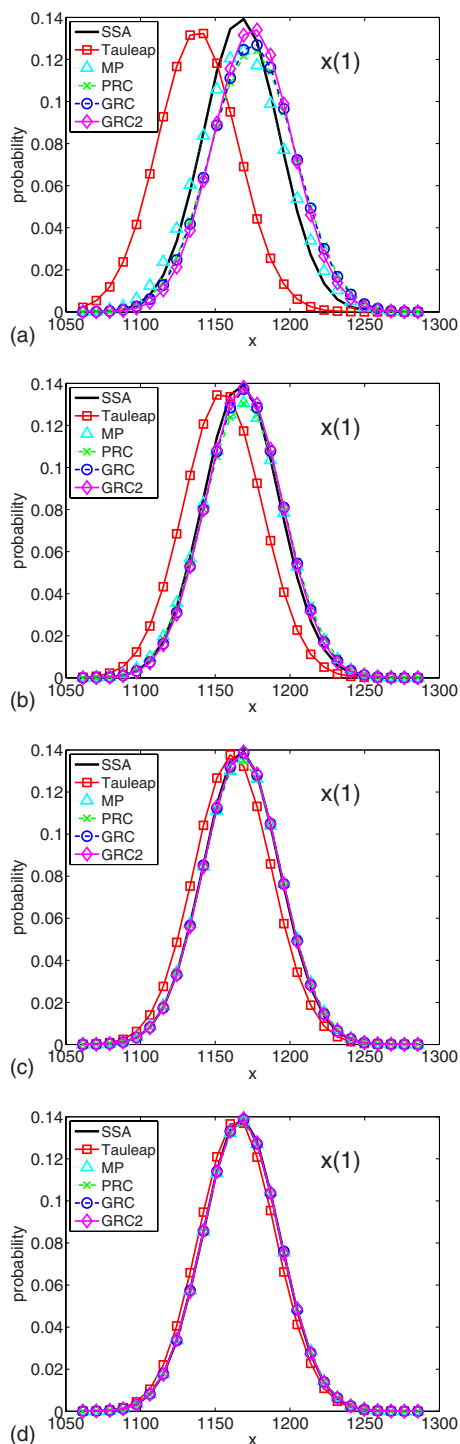 0.14
0.12
0.1
0.08
0.06
0.04
0.02
0
probability
SSA
Tauleap
MP
PRC
GRC
GRC2
x(1)
1050 1100 1150 1200 1250 1300
x
(a)
0.14
0.12
0.1
0.08
0.06
0.04
0.02
0
probability
SSA
Tauleap
MP
PRC
GRC
GRC2
x(1)
1050 1100 1150 1200 1250 1300
x
(b)
0.14
0.12
0.1
0.08
0.06
0.04
0.02
0
probability
SSA
Tauleap
MP
PRC
GRC
GRC2
x(1)
1050 1100 1150 1200 1250 1300
x
(c)
0.14
0.12
0.1
0.08
0.06
0.04
0.02
0
probability
SSA
Tauleap
MP
PRC
GRC
GRC2
x(1)
1050 1100 1150 1200 1250 1300
x
(d)